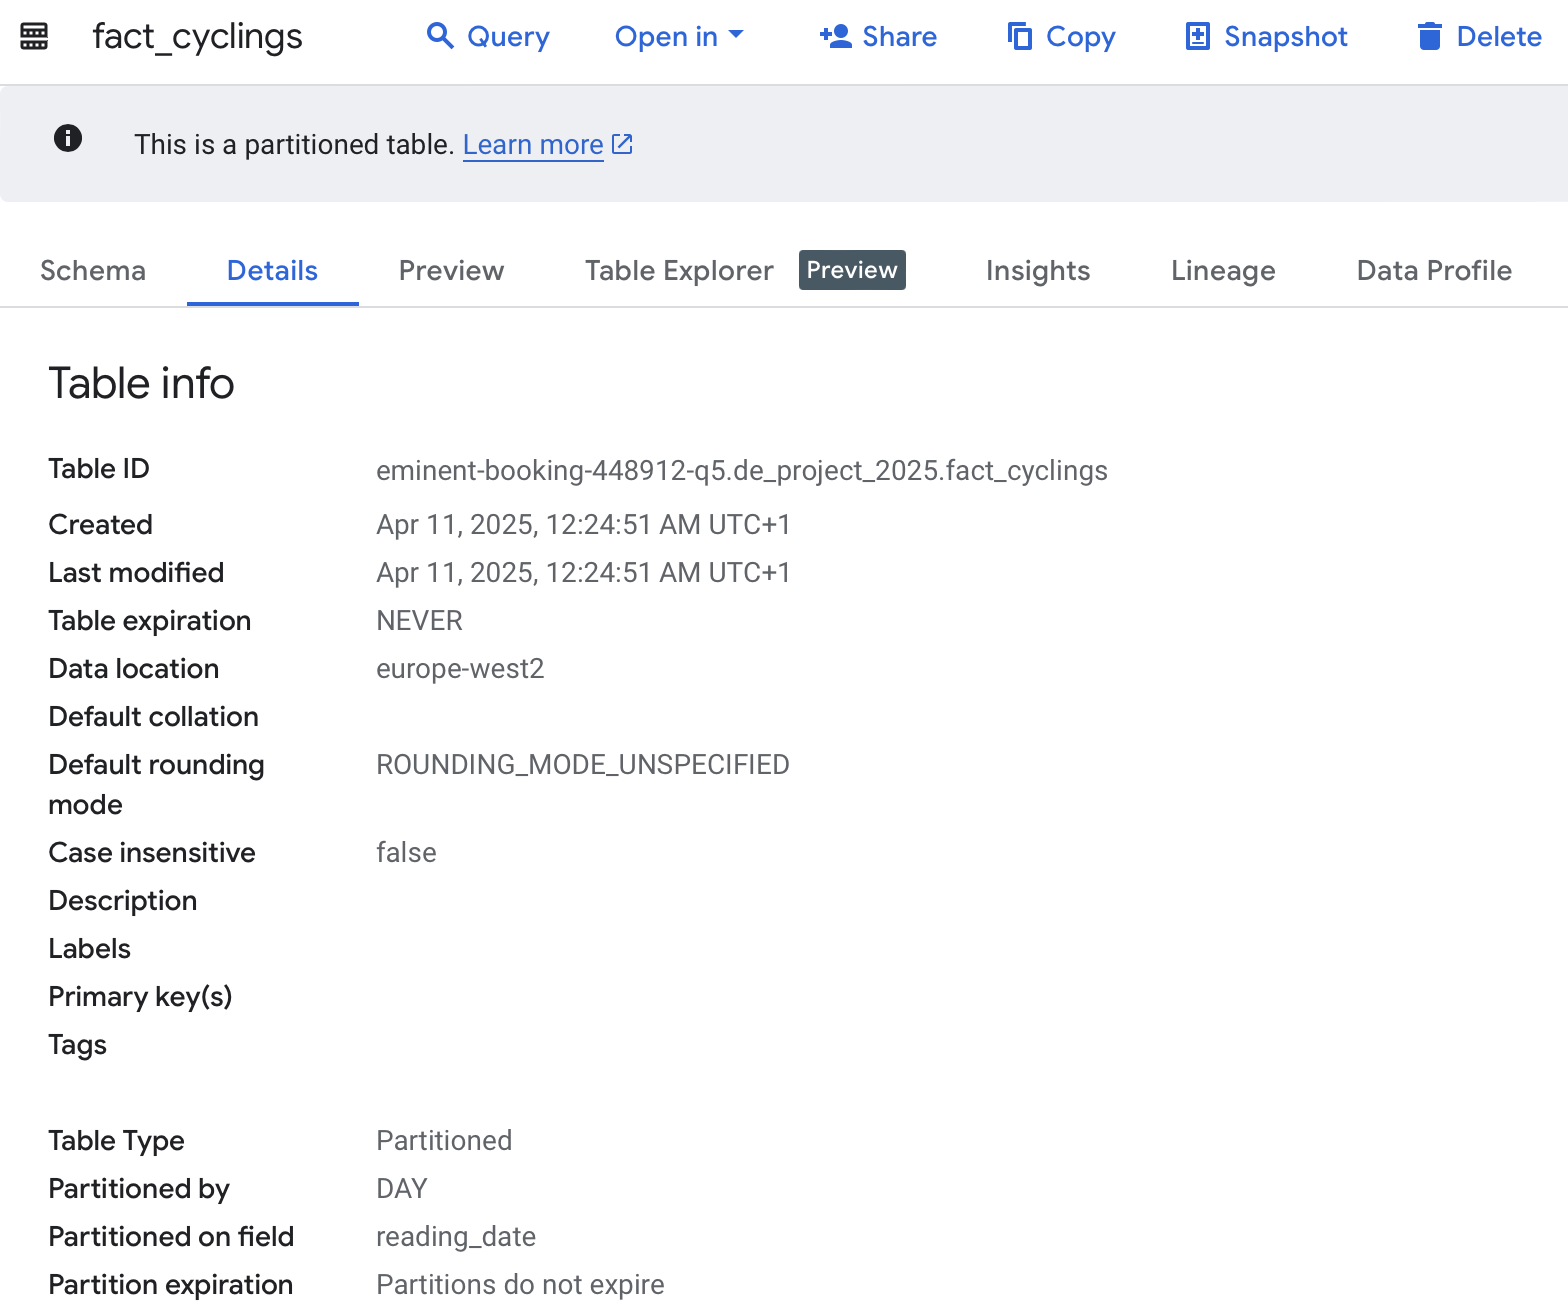 fact_cyclings Query Open in Share Copy Snapshot Delete
This is a partitioned table. Learn more
Schema Details Preview Table Explorer Preview Insights Lineage Data Profile
Table info
Table ID eminent-booking-448912-q5.de_project_2025.fact_cyclings
Created Apr 11, 2025, 12:24:51 AM UTC+1
Last modified Apr 11, 2025, 12:24:51 AM UTC+1
Table expiration NEVER
Data location europe-west2
Default collation
Default rounding ROUNDING_MODE_UNSPECIFIED
mode
Case insensitive false
Description
Labels
Primary key(s)
Tags
Table Type Partitioned
Partitioned by DAY
Partitioned on field reading_date
Partition expiration Partitions do not expire